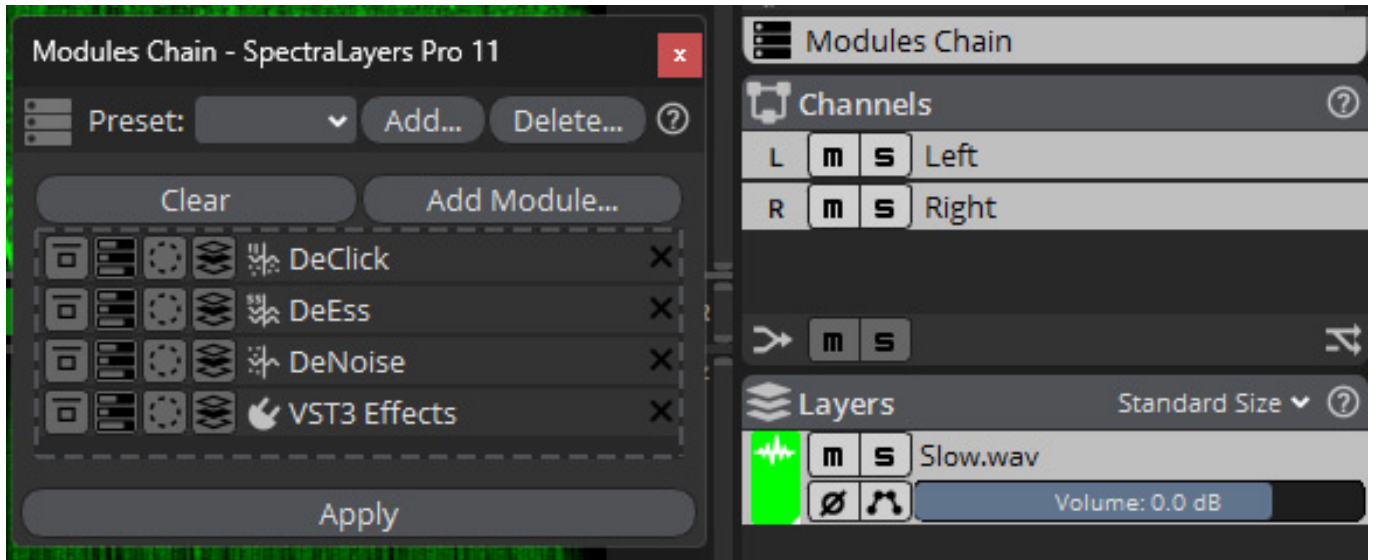 Modules Chain - SpectraLayers Pro 11
x
Preset:
Add...
Delete...
?
Clear
Add Module...
DeClick
DeEss
DeNoise
VST3 Effects
Apply
Modules Chain
Channels
?
L m s Left
R m s Right
m s
Layers
Standard Size
?
m s Slow.wav
Volume: 0.0 dB